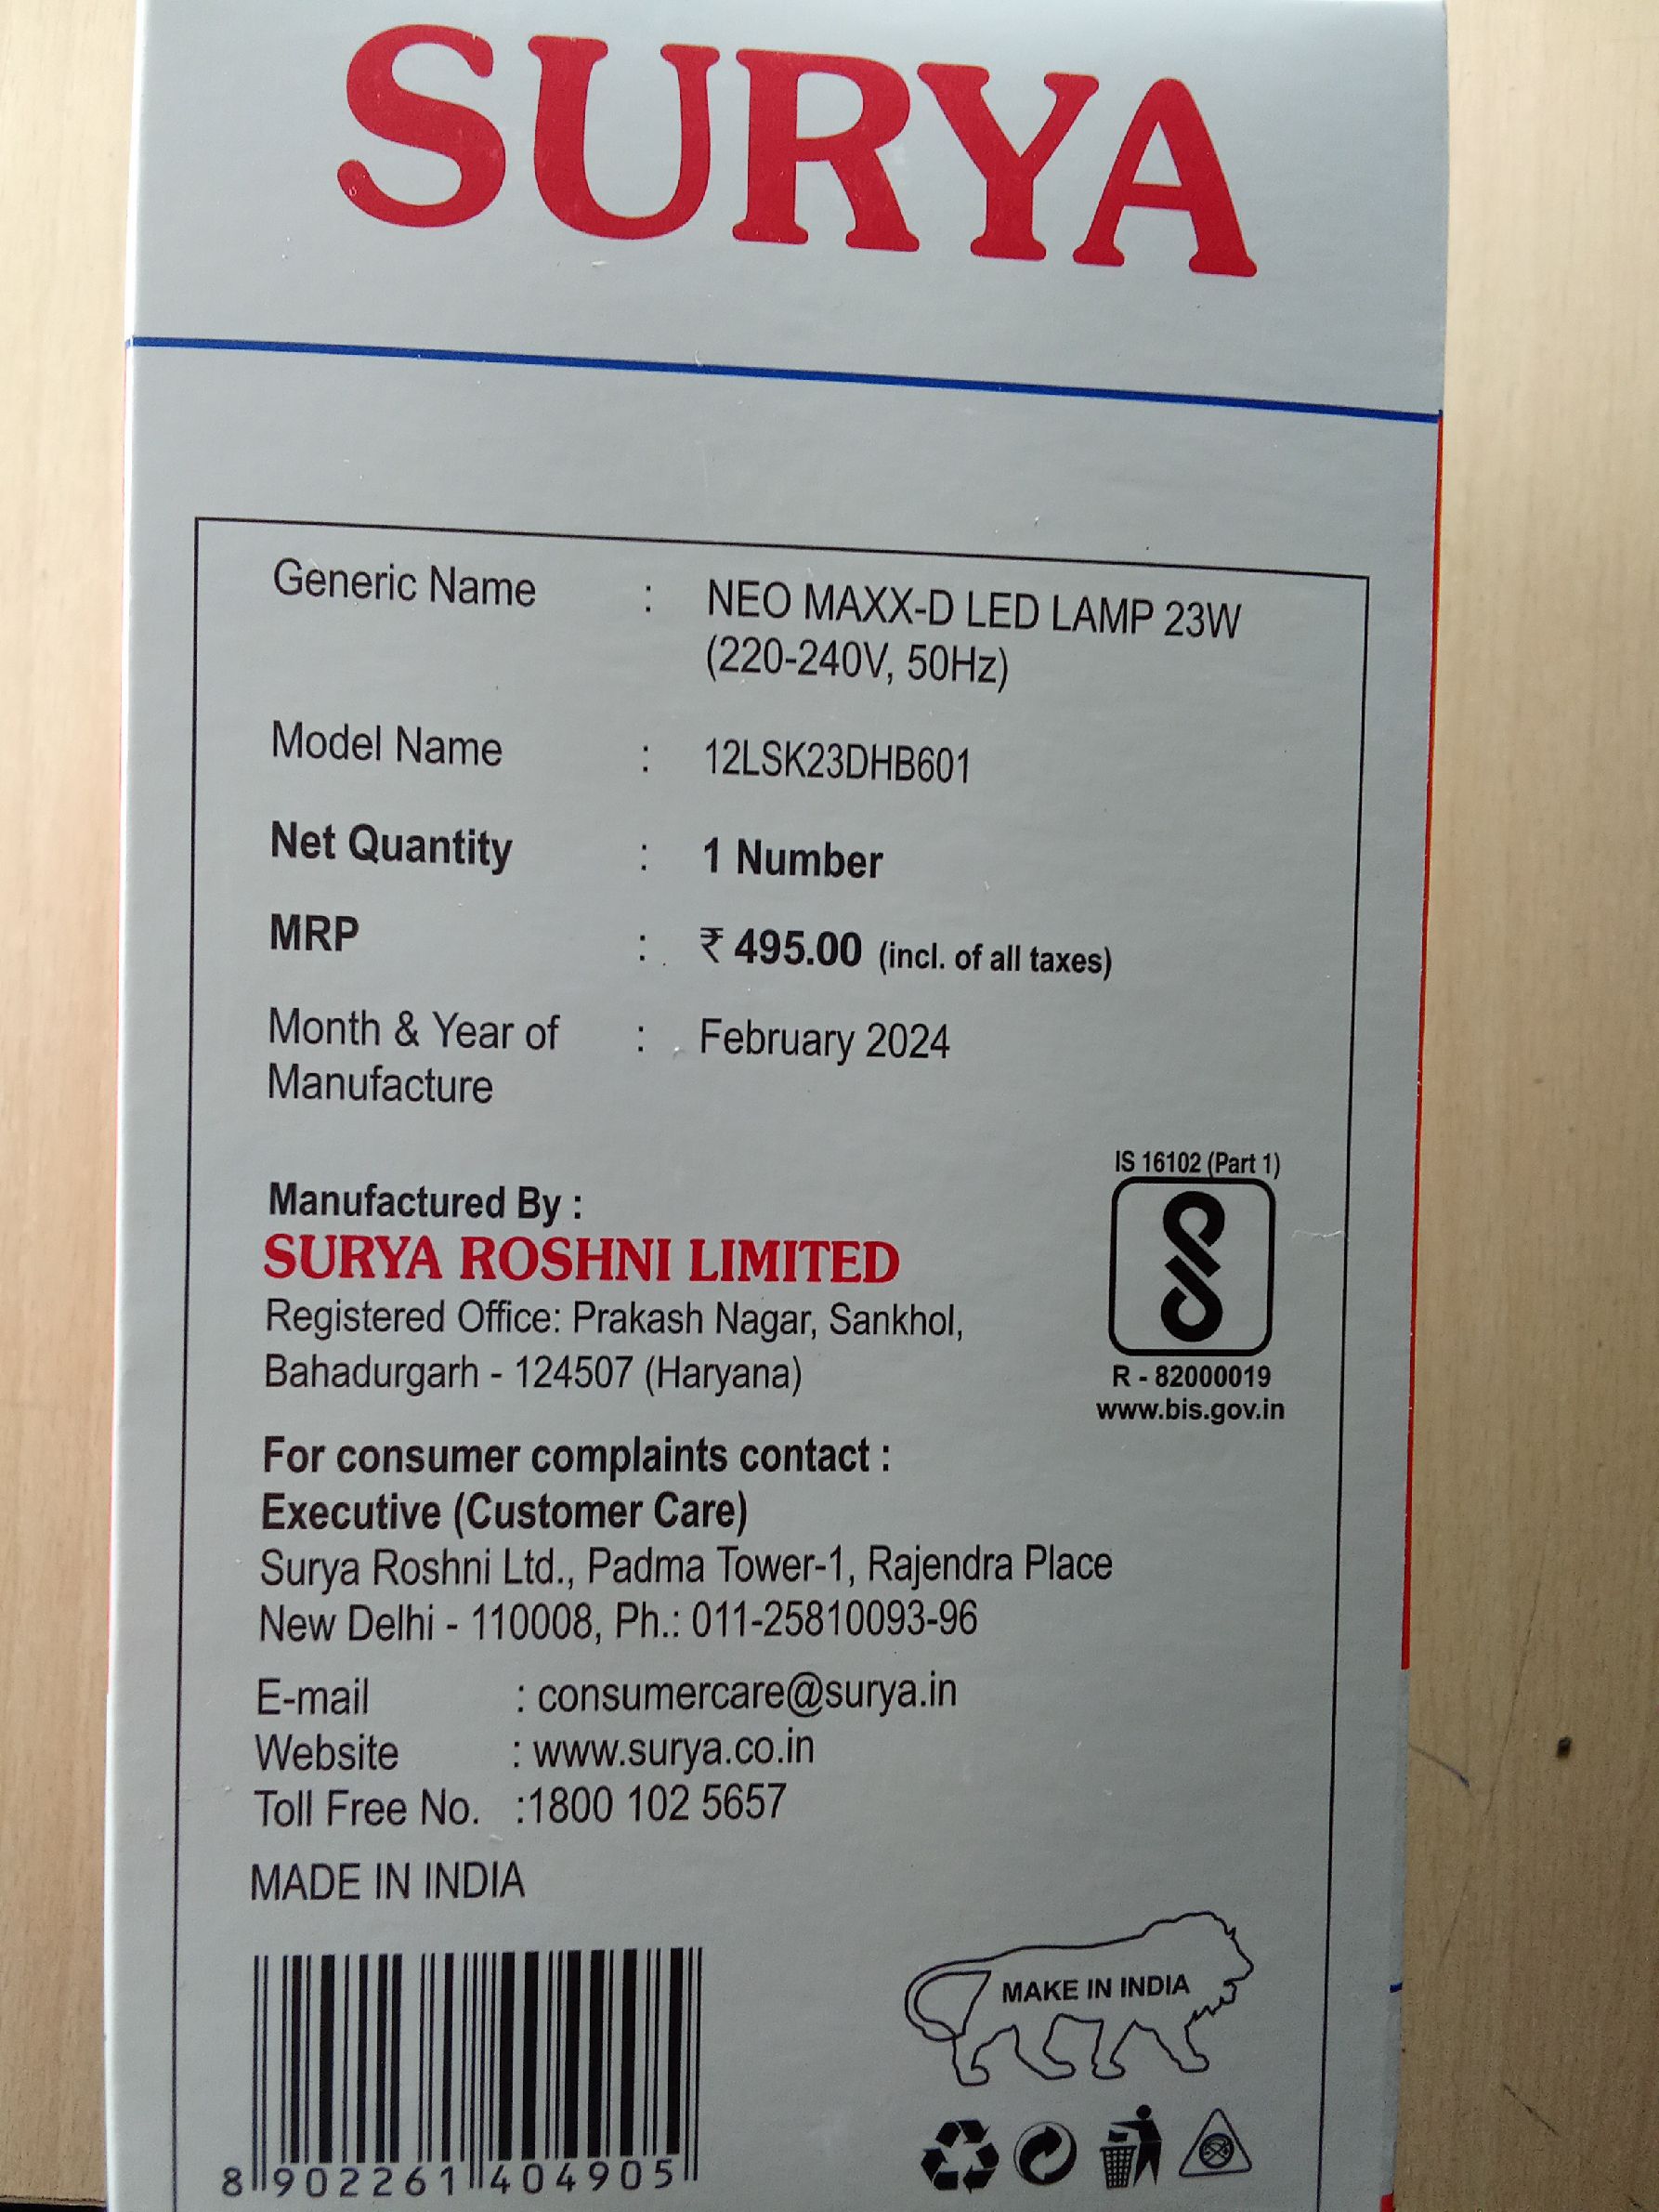 SURYA
Generic Name : NEO MAXX-D LED LAMP 23W
(220-240V, 50Hz)
Model Name : 12LSK23DHB601
Net Quantity : 1 Number
MRP : ₹ 495.00 (incl. of all taxes)
Month & Year of : February 2024
Manufacture
IS 16102 (Part 1)
Manufactured By :
SURYA ROSHNI LIMITED
Registered Office: Prakash Nagar, Sankhol,
Bahadurgarh - 124507 (Haryana)
R - 82000019
www.bis.gov.in
For consumer complaints contact :
Executive (Customer Care)
Surya Roshni Ltd., Padma Tower-1, Rajendra Place
New Delhi - 110008, Ph.: 011-25810093-96
E-mail : consumercare@surya.in
Website : www.surya.co.in
Toll Free No. :1800 102 5657
MADE IN INDIA
MAKE IN INDIA
8 902261 404905